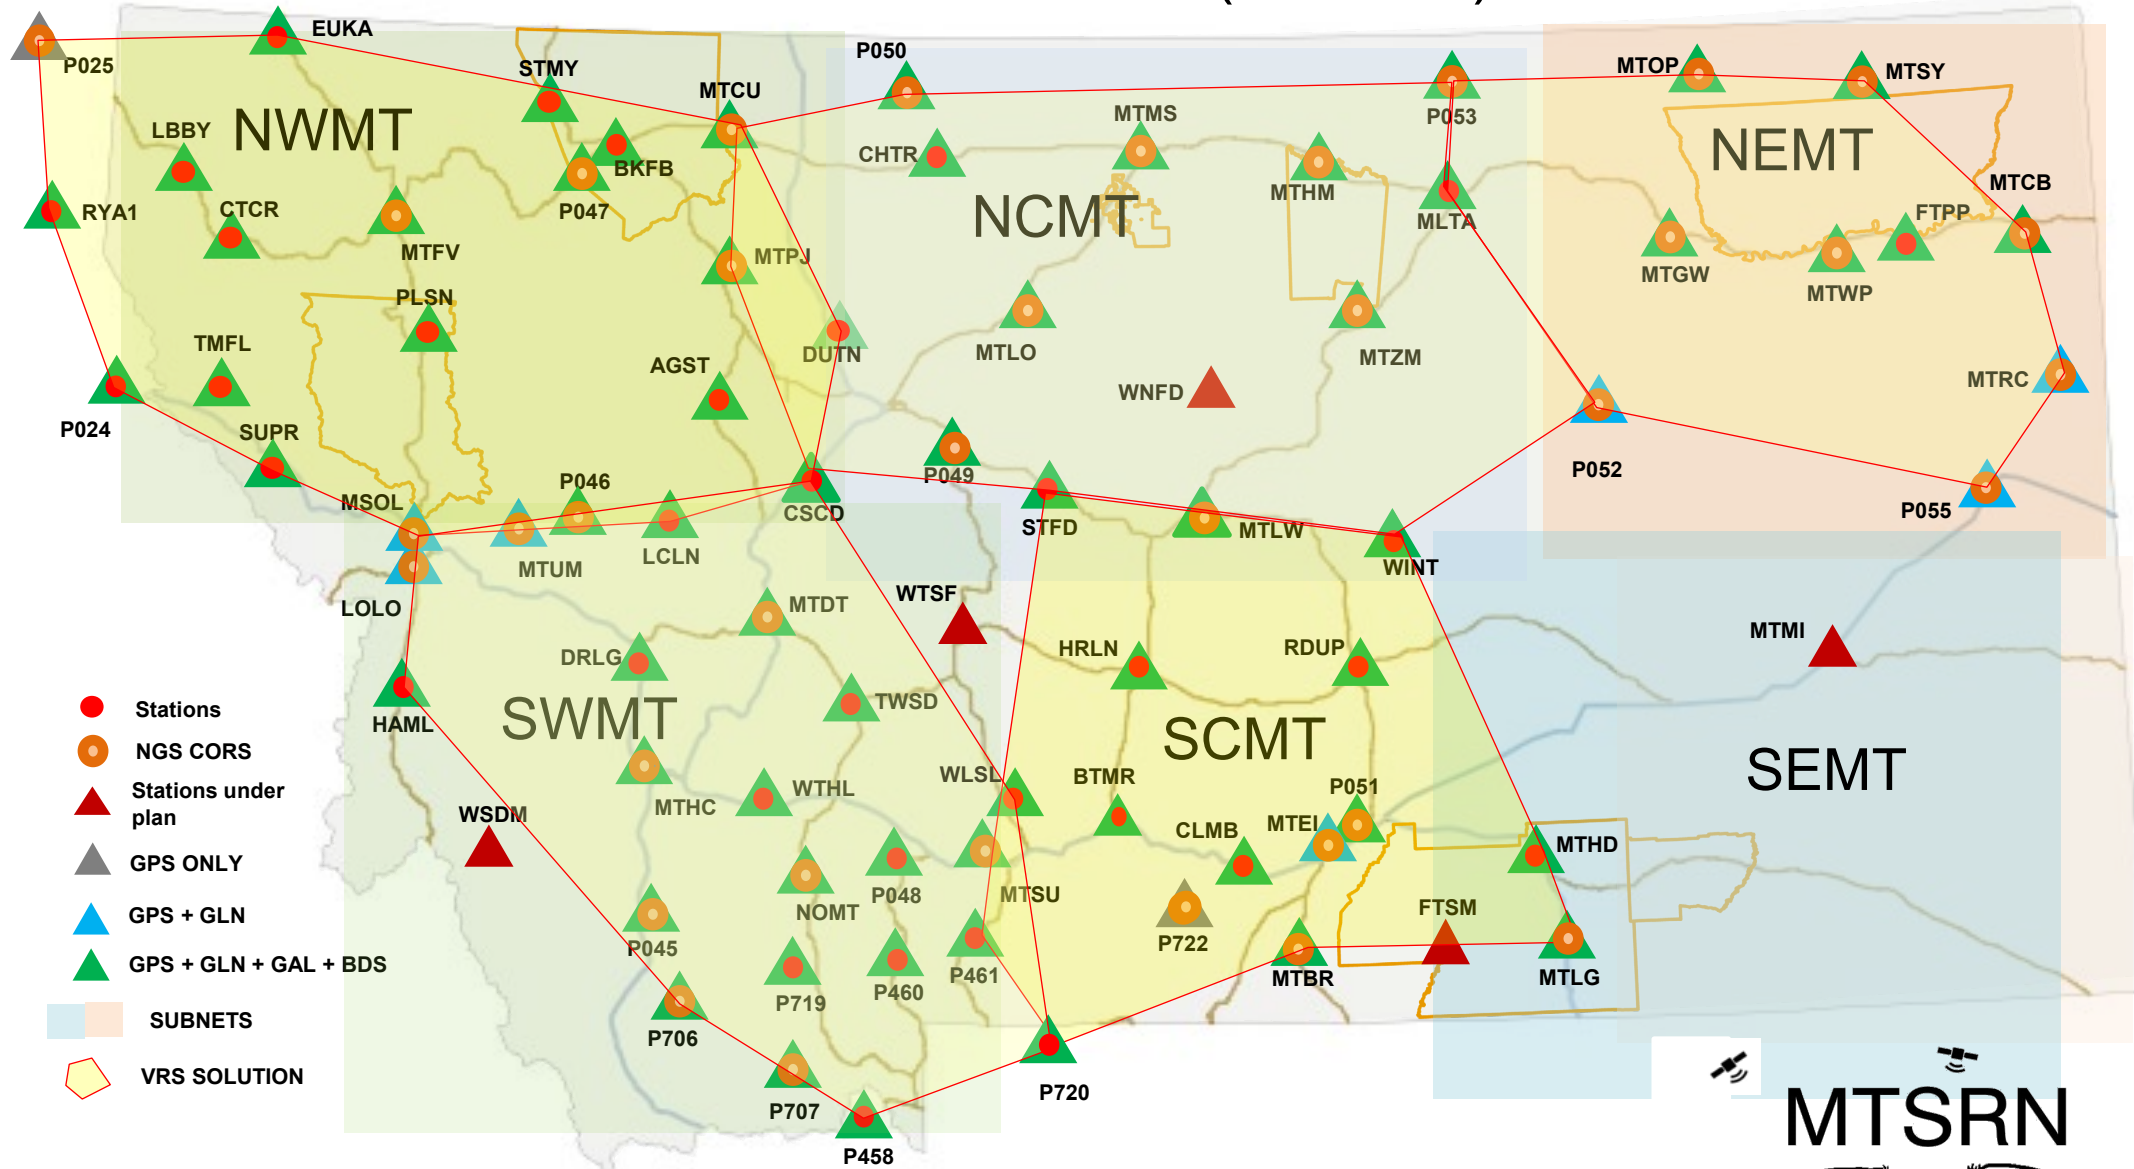 P025
EUKA
STMY
MTCU
P050
P053
MTOP
MTSY
LBBY
NWMT
CHTR
MTMS
NEMT
BKFB
MTHM
MTCB
RYA1
CTCR
P047
NCMT
MLTA
FTPP
MTFV
MTPJ
MTGW
MTWP
PLSN
TMFL
AGST
DUTN
MTLO
MTZM
WNFD
MTRC
P024
SUPR
P049
P052
MSOL
P046
CSCD
STFD
MTLW
WINT
P055
MTUM
LCLN
LOLO
MTDT
WTSF
MTMI
DRLG
HRLN
RDUP
HAML
SWMT
TWSD
SCMT
SEMT
Stations
NGS CORS
Stations under
plan
GPS ONLY
GPS + GLN
GPS + GLN + GAL + BDS
SUBNETS
VRS SOLUTION
WSDM
MTHC
WTHL
WLSL
BTMR
P051
CLMB
MTEI
MTHD
P048
MTSU
NOMT
P045
P722
FTSM
P719
P460
P461
MTBR
MTLG
P706
P707
P720
P458
MTSRN